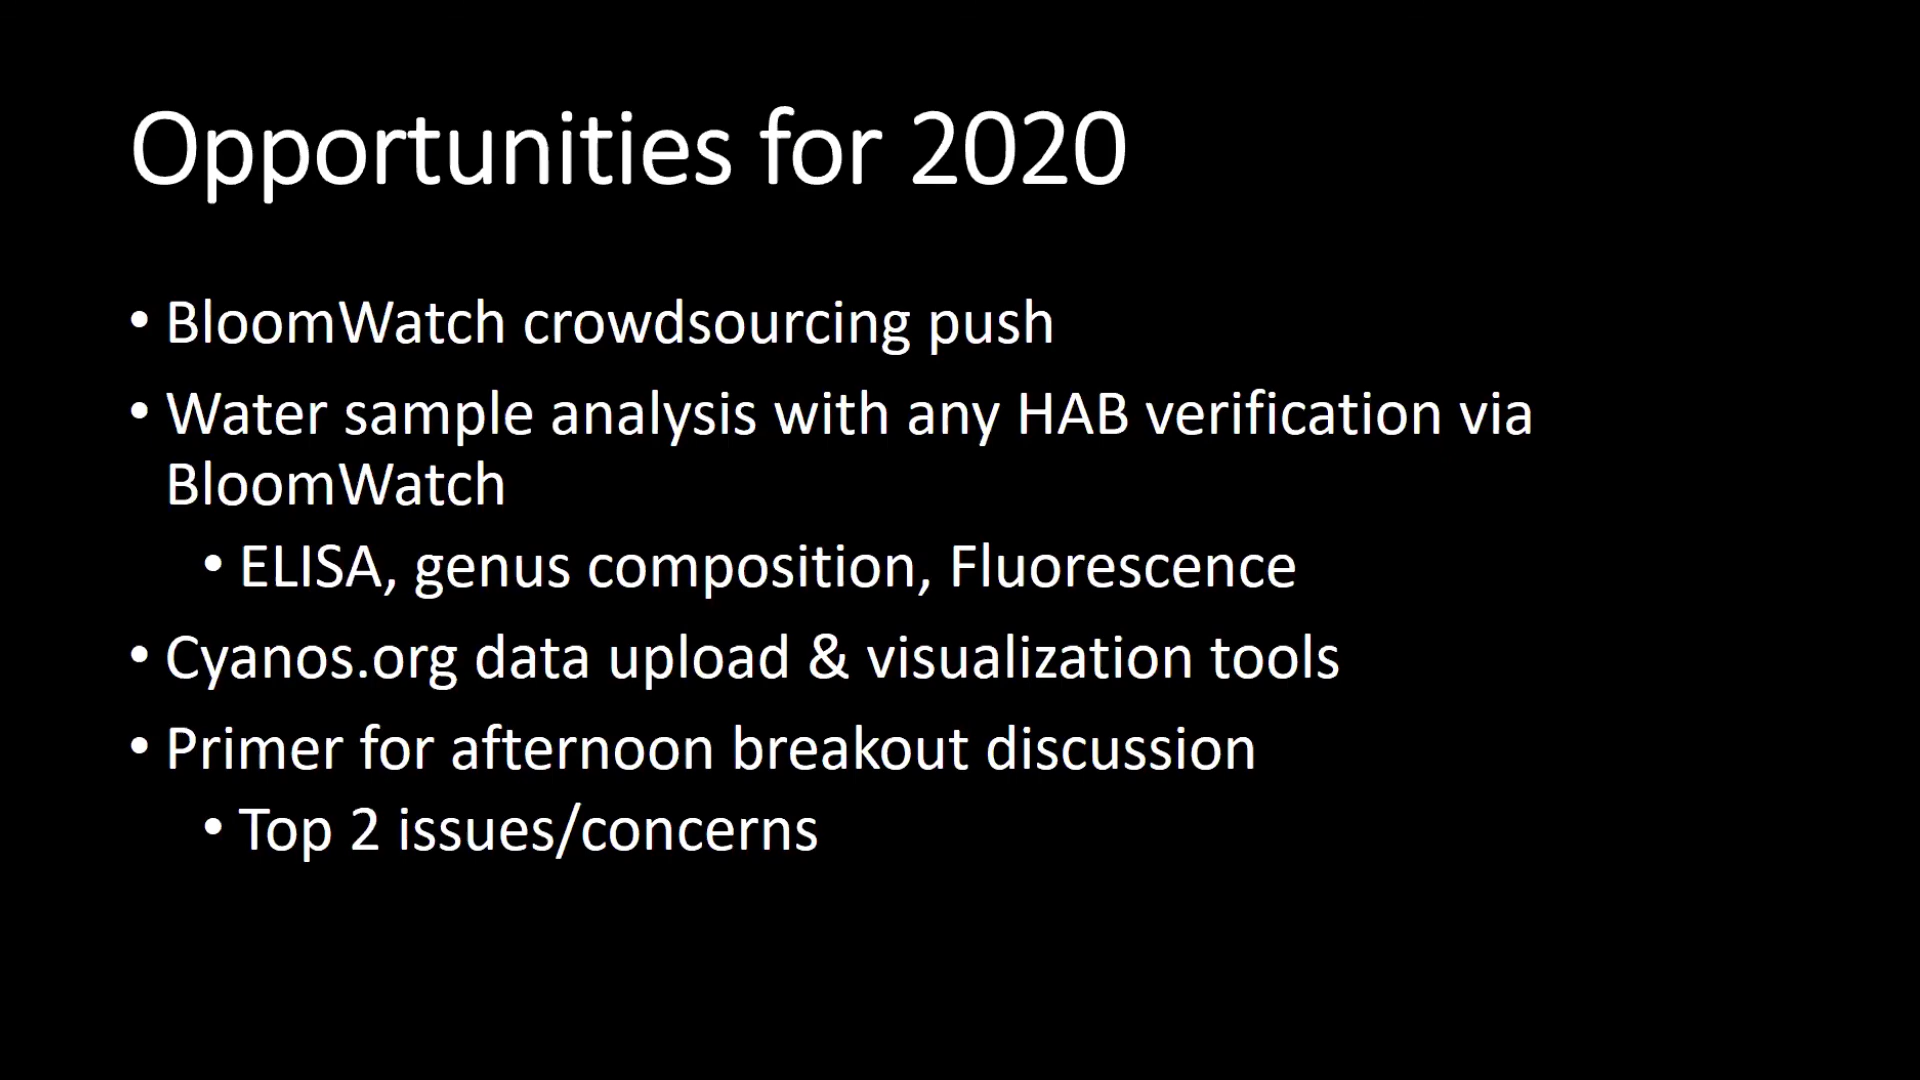 Opportunities for 2020
• BloomWatch crowdsourcing push
• Water sample analysis with any HAB verification via
BloomWatch
• ELISA, genus composition, Fluorescence
• Cyanos.org data upload & visualization tools
• Primer for afternoon breakout discussion
• Top 2 issues/concerns